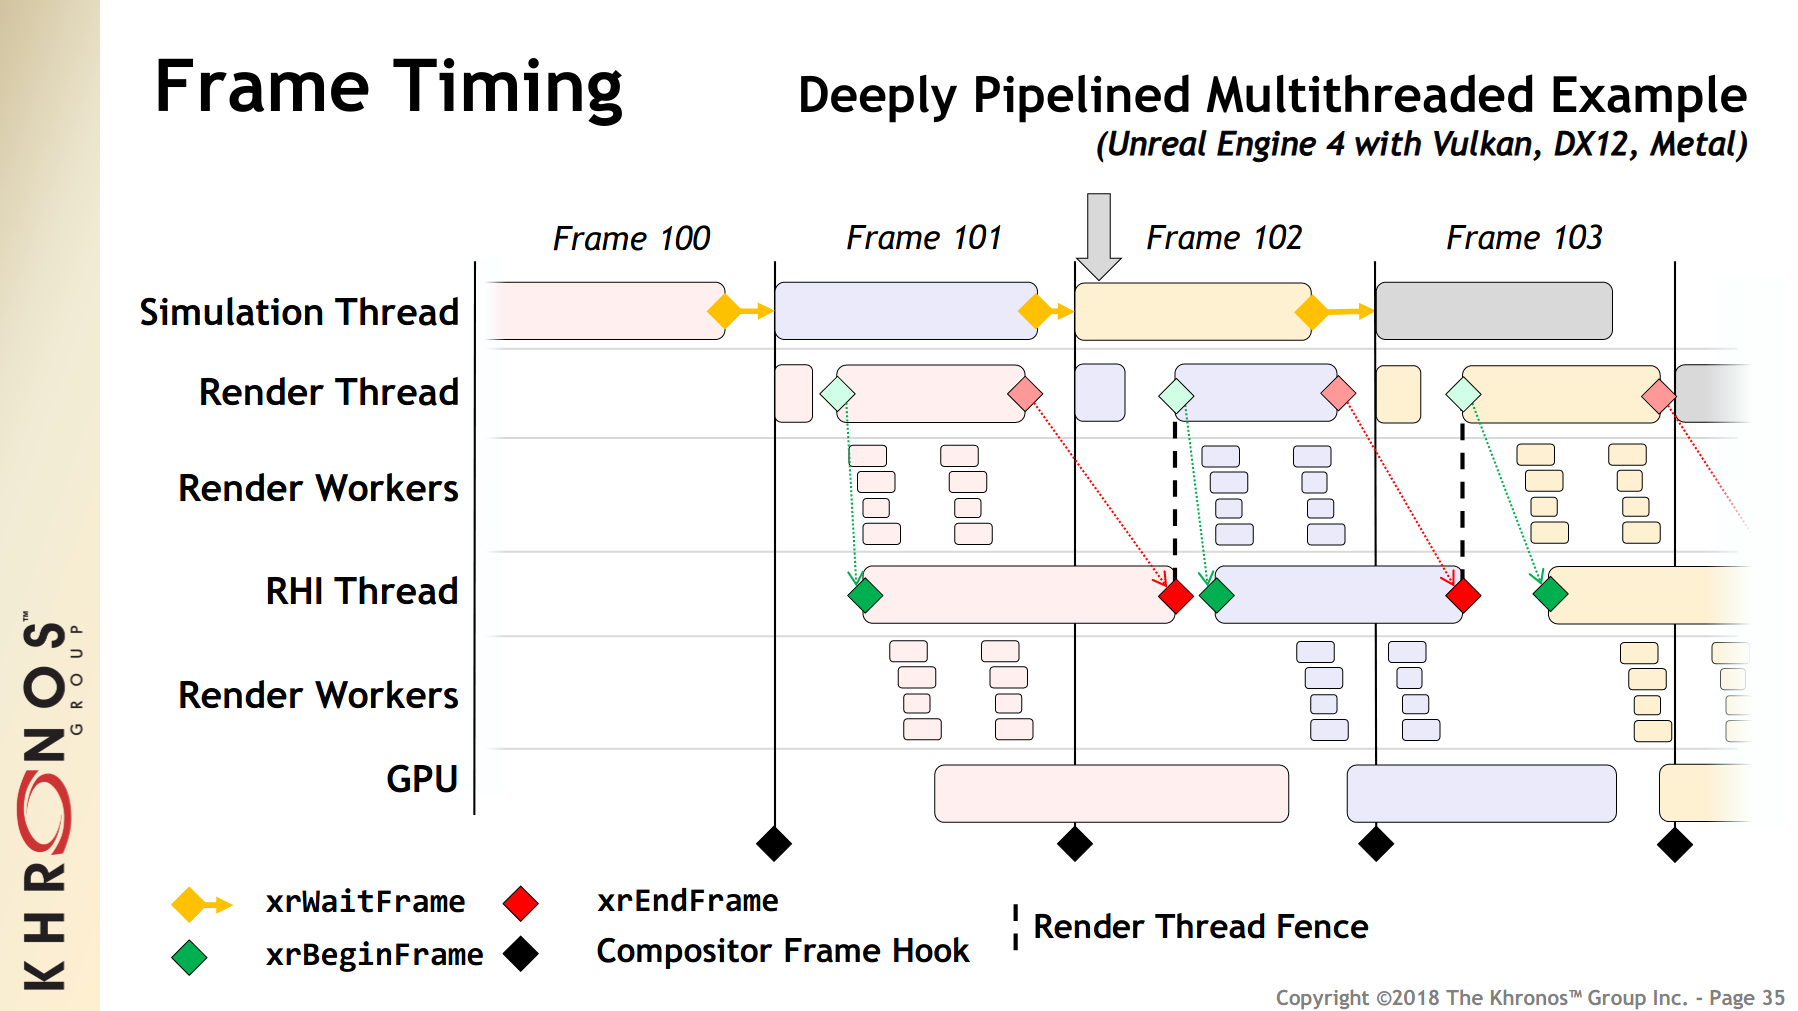 Frame Timing
Deeply Pipelined Multithreaded Example
(Unreal Engine 4 with Vulkan, DX12, Metal)
Frame 100
Frame 101
Frame 102
Frame 103
Simulation Thread
Render Thread
Render Workers
RHI Thread
Render Workers
GPU
xrWaitFrame
xrEndFrame
xrBeginFrame
Compositor Frame Hook
Render Thread Fence
KHRONOS™
GROUP
Copyright ©2018 The Khronos™ Group Inc. - Page 35